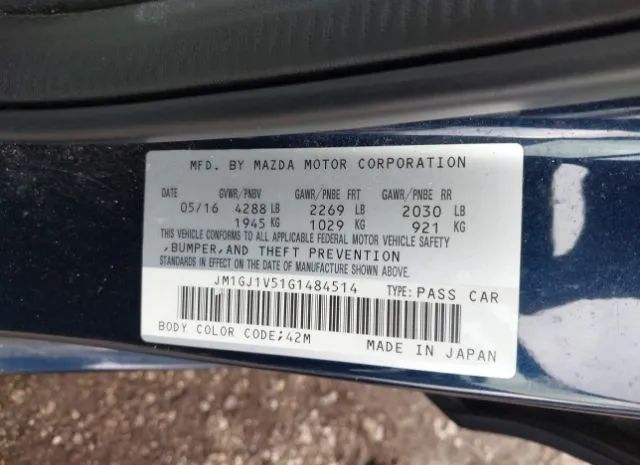 MFD. BY MAZDA MOTOR CORPORATION
DATE GVWR/PNBV GAWR/PNBE FRT GAWR/PNBE RR
05/16 4288 LB 2269 LB 2030 LB
1945 KG 1029 KG 921 KG
THIS VEHICLE CONFORMS TO ALL APPLICABLE FEDERAL MOTOR VEHICLE SAFETY
,BUMPER,AND THEFT PREVENTION
STANDARDS IN EFFECT ON THE DATE OF MANUFACTURE SHOWN ABOVE.
JM1GJ1V51G1484514 TYPE: PASS CAR
BODY COLOR CODE;42M MADE IN JAPAN